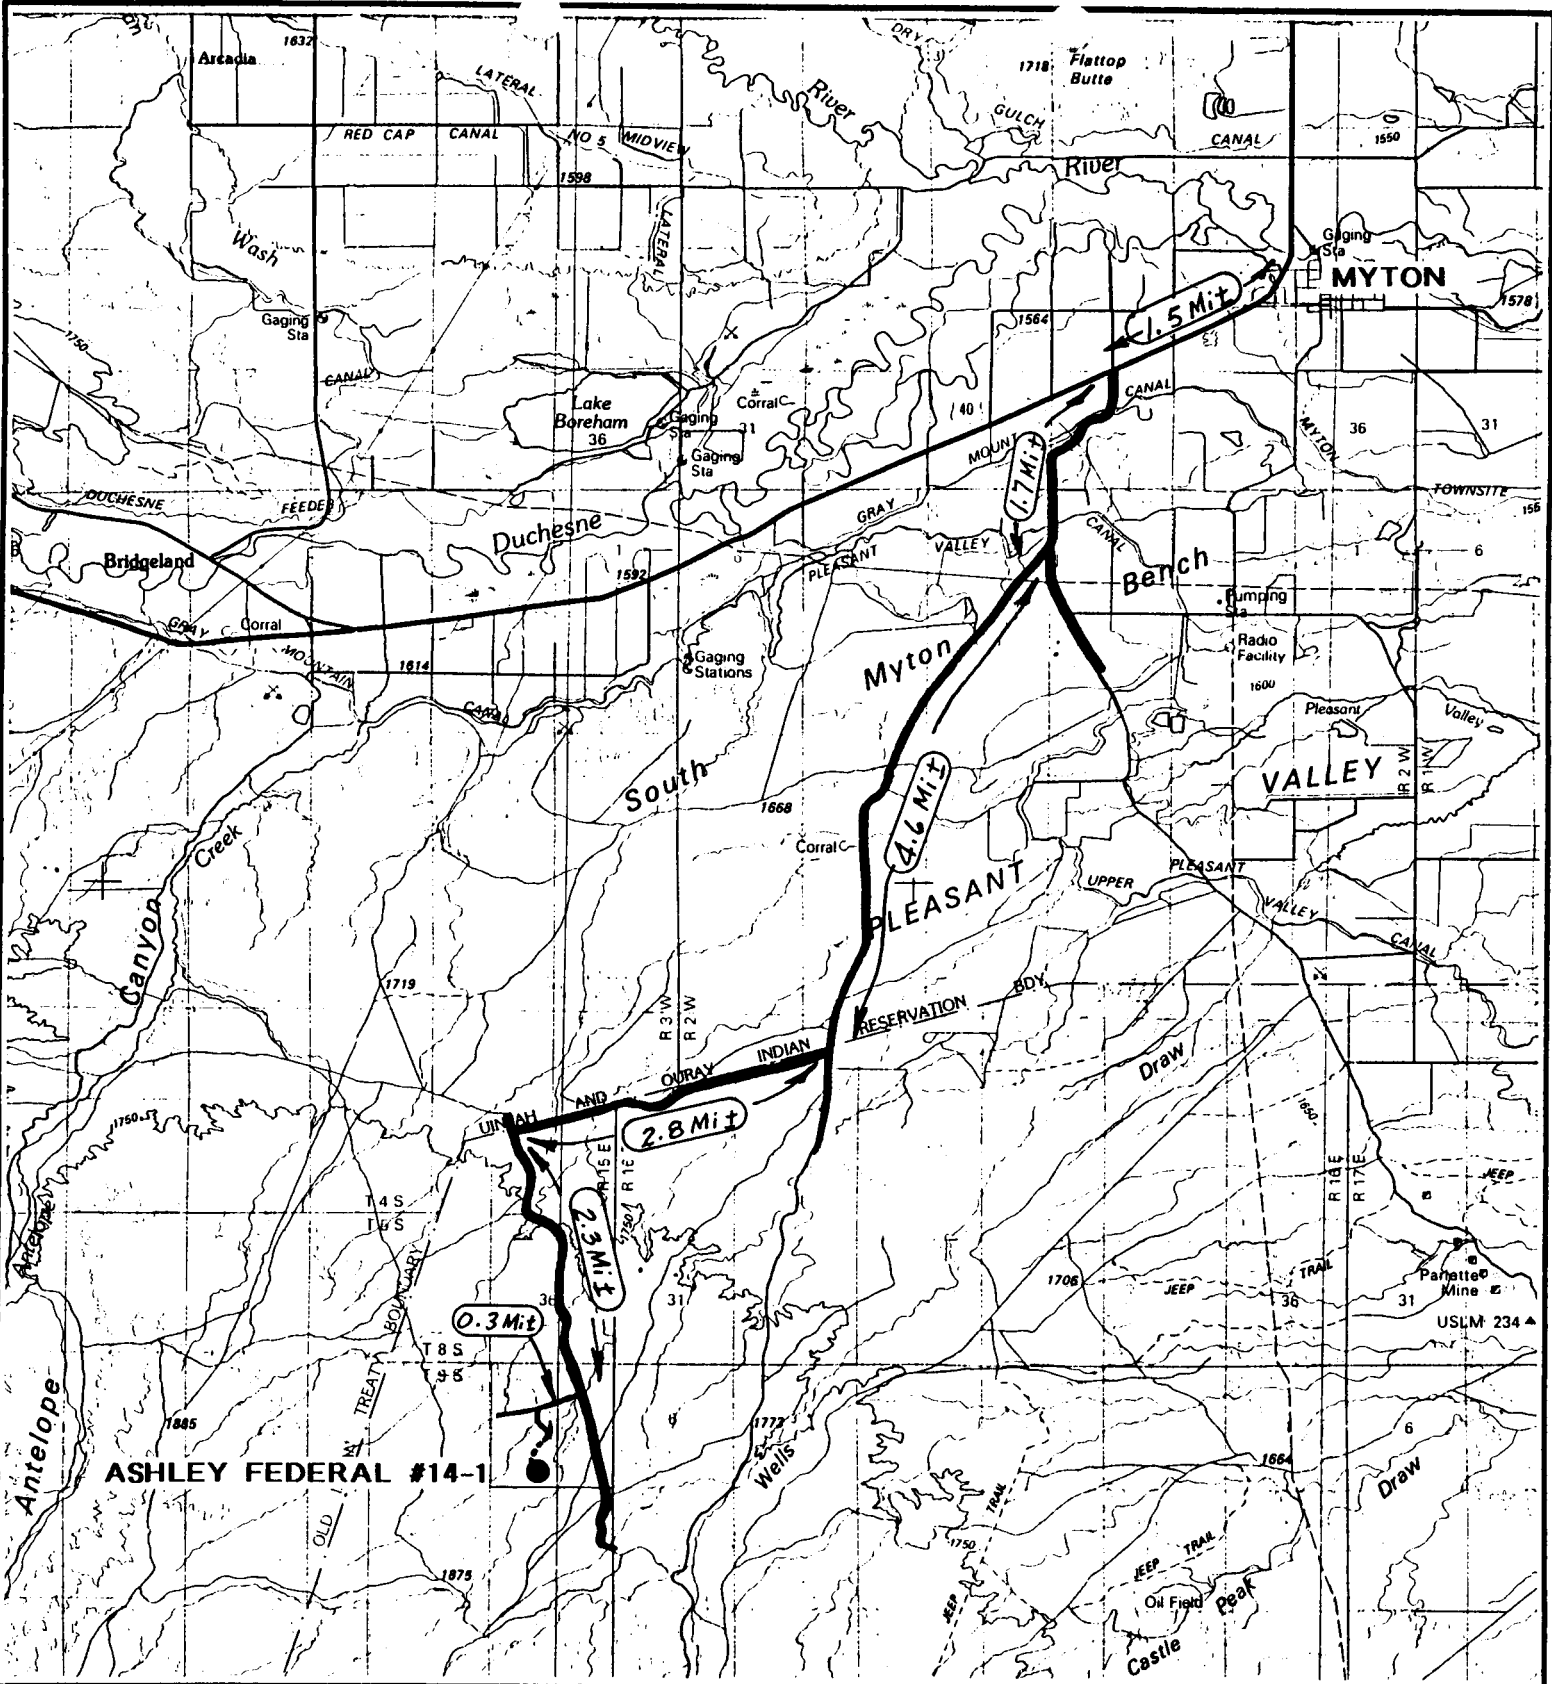 Arcadia
1632
LATERAL
RED CAP CANAL
NO 5 MIDVIEW
1598
LATERAL
River
DRY
GULCH
1718
Flattop
Butte
CANAL
1550
River
Wash
Gaging
Sta
MYTON
1578
Gaging
Sta
1750
CANAL
1564
1.5 Mi±
Lake
Boreham
36
Gaging
Sta
Corral
31
Gaging
Sta
40
CANAL
MOUNT
1.7 Mi±
MYTON
36
31
TOWNSITE
156
DUCHESNE
FEEDER
Duchesne
GRAY
CANAL
Bridgeland
1
1592
PLEASANT
VALLEY
Bench
1
6
Pumping
Sta
GRAY
Corral
MOUNTAIN
1614
CANAL
Gaging
Stations
Myton
Radio
Facility
1600
Pleasant
Valley
South
1668
4.6 Mi±
VALLEY
R 2 W
R 1 W
Creek
Corral
PLEASANT
UPPER
PLEASANT
VALLEY
CANAL
Canyon
1719
R 3 W
R 2 W
RESERVATION
BDY
Draw
UINTAH
AND
OURAY
INDIAN
2.8 Mi±
1750
1650
R 15 E
R 16 E
R 16 E
R 17 E
JEEP
T 4 S
T 5 S
1750
2.3 Mi±
Antelope
BOUNDARY
1706
JEEP
TRAIL
Parlette
Mine
36
31
36
31
USLM 234
0.3 Mi±
T 8 S
T 9 S
TREATY
1885
1773
Wells
6
6
Antelope
ASHLEY FEDERAL #14-1
1664
Draw
OLD
TRAIL
1750
1875
JEEP
JEEP
TRAIL
Oil Field
Castle
Peak